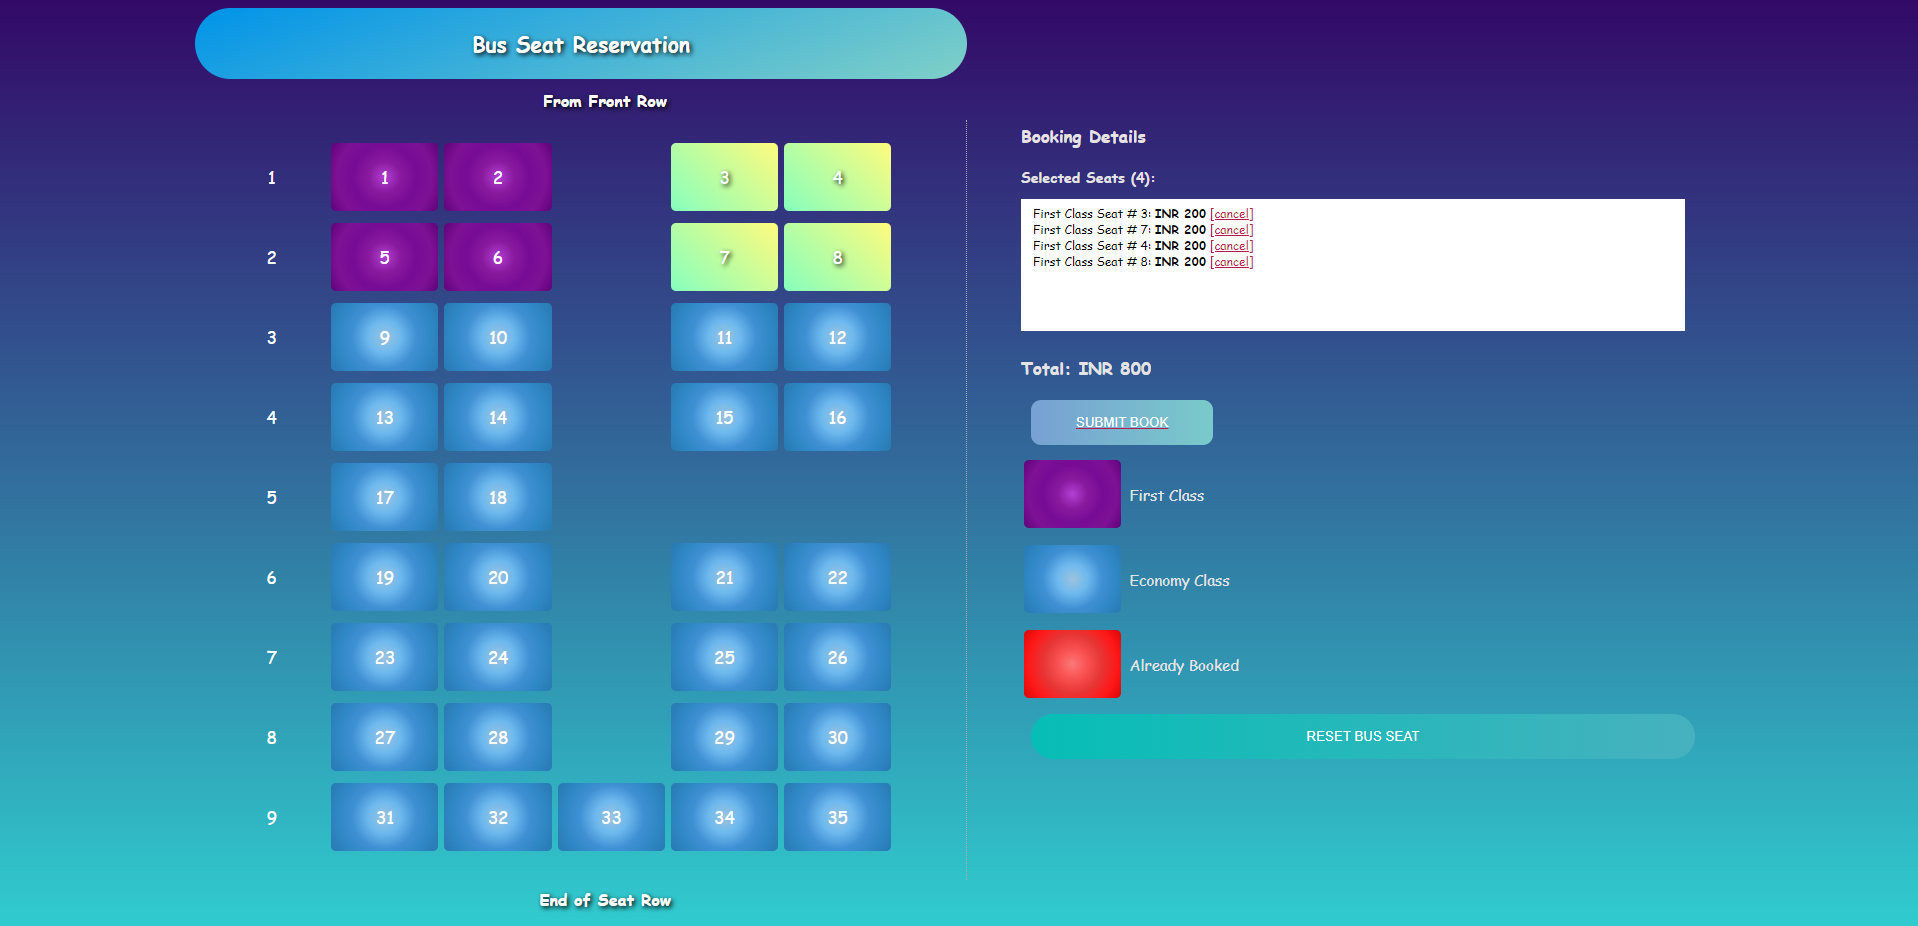 Bus Seat Reservation
From Front Row
1 1 2 3 4
2 5 6 7 8
3 9 10 11 12
4 13 14 15 16
5 17 18
6 19 20 21 22
7 23 24 25 26
8 27 28 29 30
9 31 32 33 34 35
End of Seat Row
Booking Details
Selected Seats (4):
First Class Seat # 3: INR 200 [cancel]
First Class Seat # 7: INR 200 [cancel]
First Class Seat # 4: INR 200 [cancel]
First Class Seat # 8: INR 200 [cancel]
Total: INR 800
SUBMIT BOOK
First Class
Economy Class
Already Booked
RESET BUS SEAT